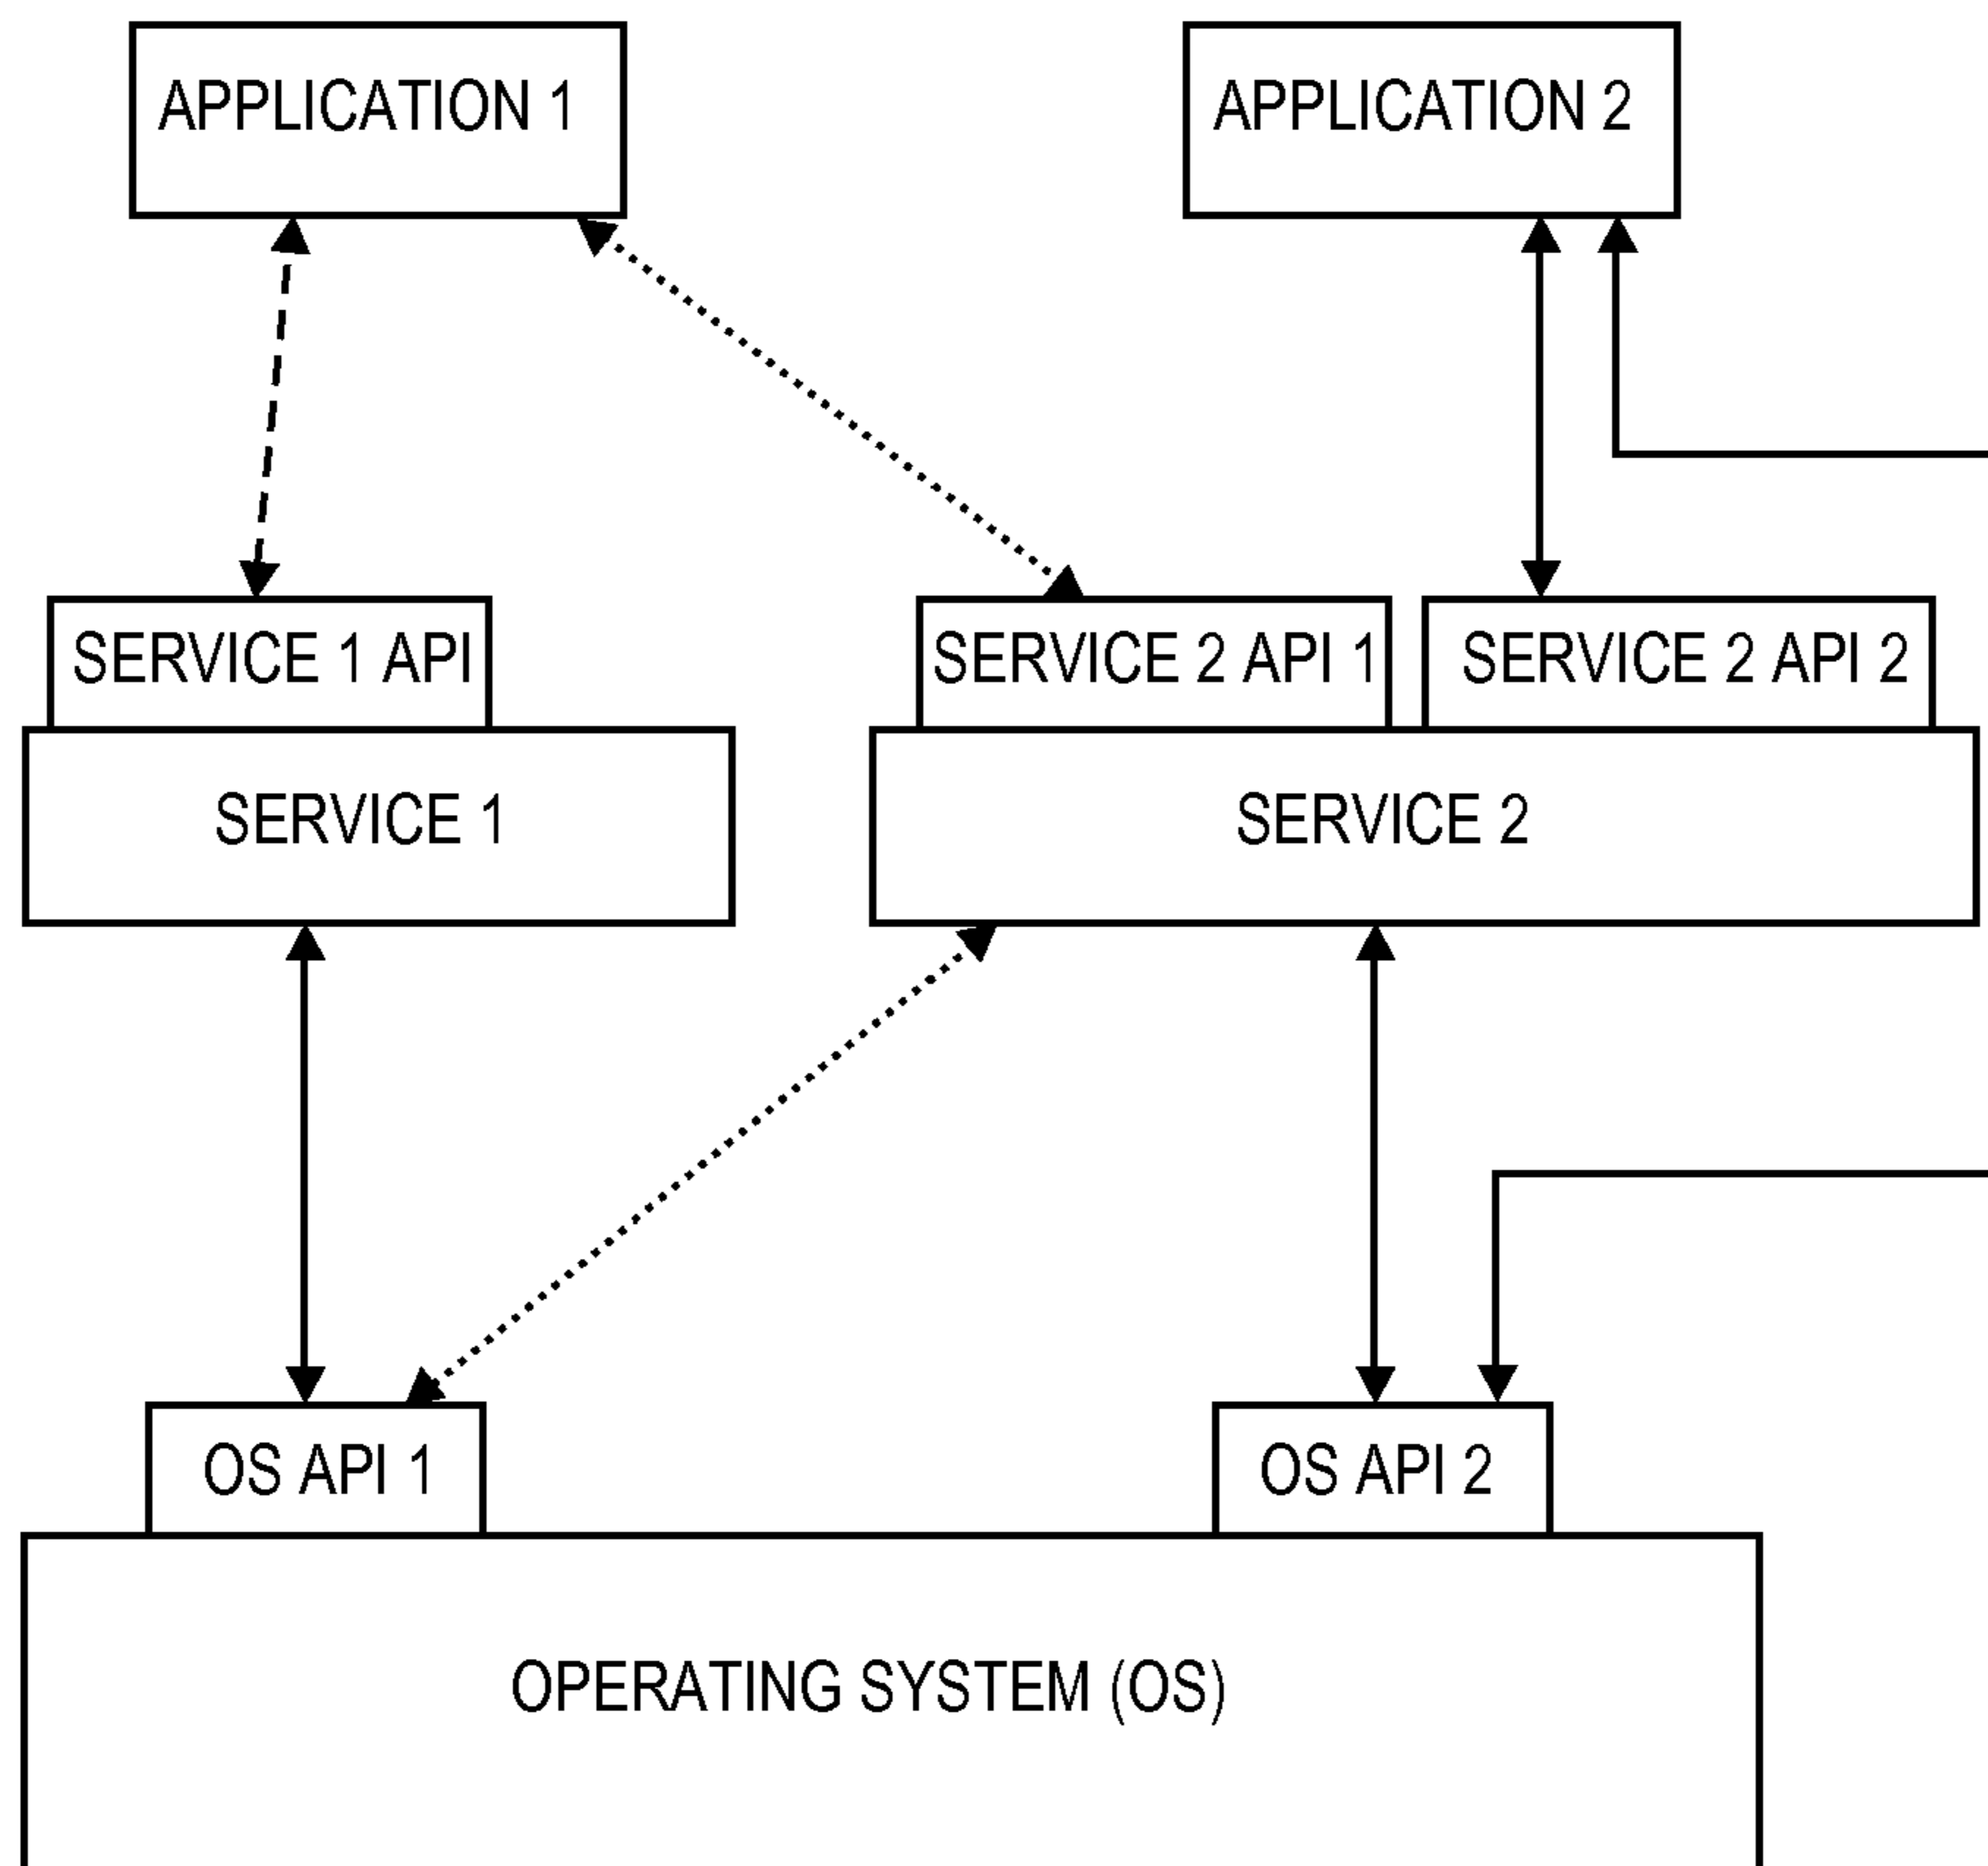 APPLICATION 1
APPLICATION 2
SERVICE 1 API
SERVICE 2 API 1
SERVICE 2 API 2
SERVICE 1
SERVICE 2
OS API 1
OS API 2
OPERATING SYSTEM (OS)